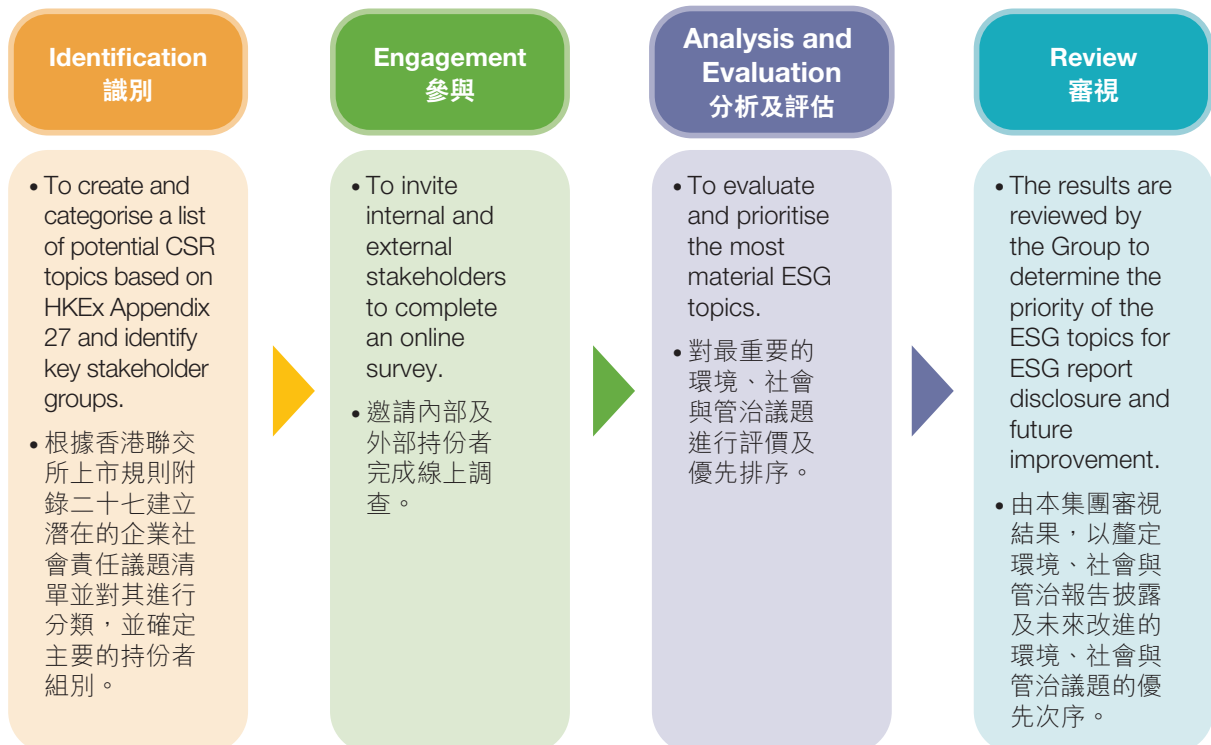 Identification
識別
• To create and
categorise a list
of potential CSR
topics based on
HKEx Appendix
27 and identify
key stakeholder
groups.
• 根據香港聯交
所上市規則附
錄二十七建立
潛在的企業社
會責任議題清
單並對其進行
分類，並確定
主要的持份者
組別。
Engagement
參與
• To invite
internal and
external
stakeholders
to complete
an online
survey.
• 邀請內部及
外部持份者
完成線上調
查。
Analysis and
Evaluation
分析及評估
• To evaluate
and prioritise
the most
material ESG
topics.
• 對最重要的
環境、社會
與管治議題
進行評價及
優先排序。
Review
審視
• The results are
reviewed by
the Group to
determine the
priority of the
ESG topics for
ESG report
disclosure and
future
improvement.
• 由本集團審視
結果，以釐定
環境、社會與
管治報告披露
及未來改進的
環境、社會與
管治議題的優
先次序。